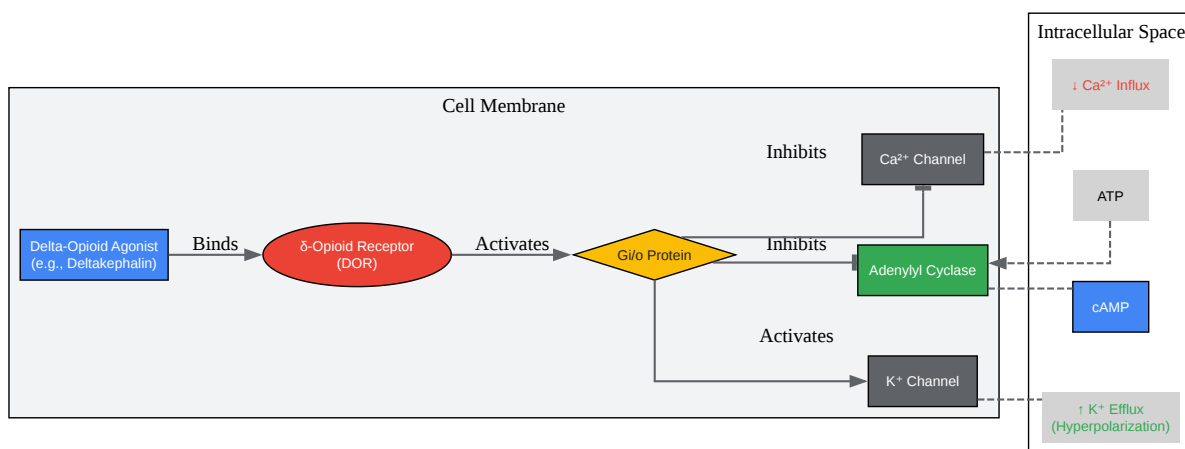 Intracellular Space
↓ Ca²⁺ Influx
Cell Membrane
Inhibits
Ca²⁺ Channel
ATP
Delta-Opioid Agonist
(e.g., Deltakephalin)
Binds
δ-Opioid Receptor
(DOR)
Activates
Gi/o Protein
Inhibits
Adenylyl Cyclase
cAMP
Activates
K⁺ Channel
↑ K⁺ Efflux
(Hyperpolarization)